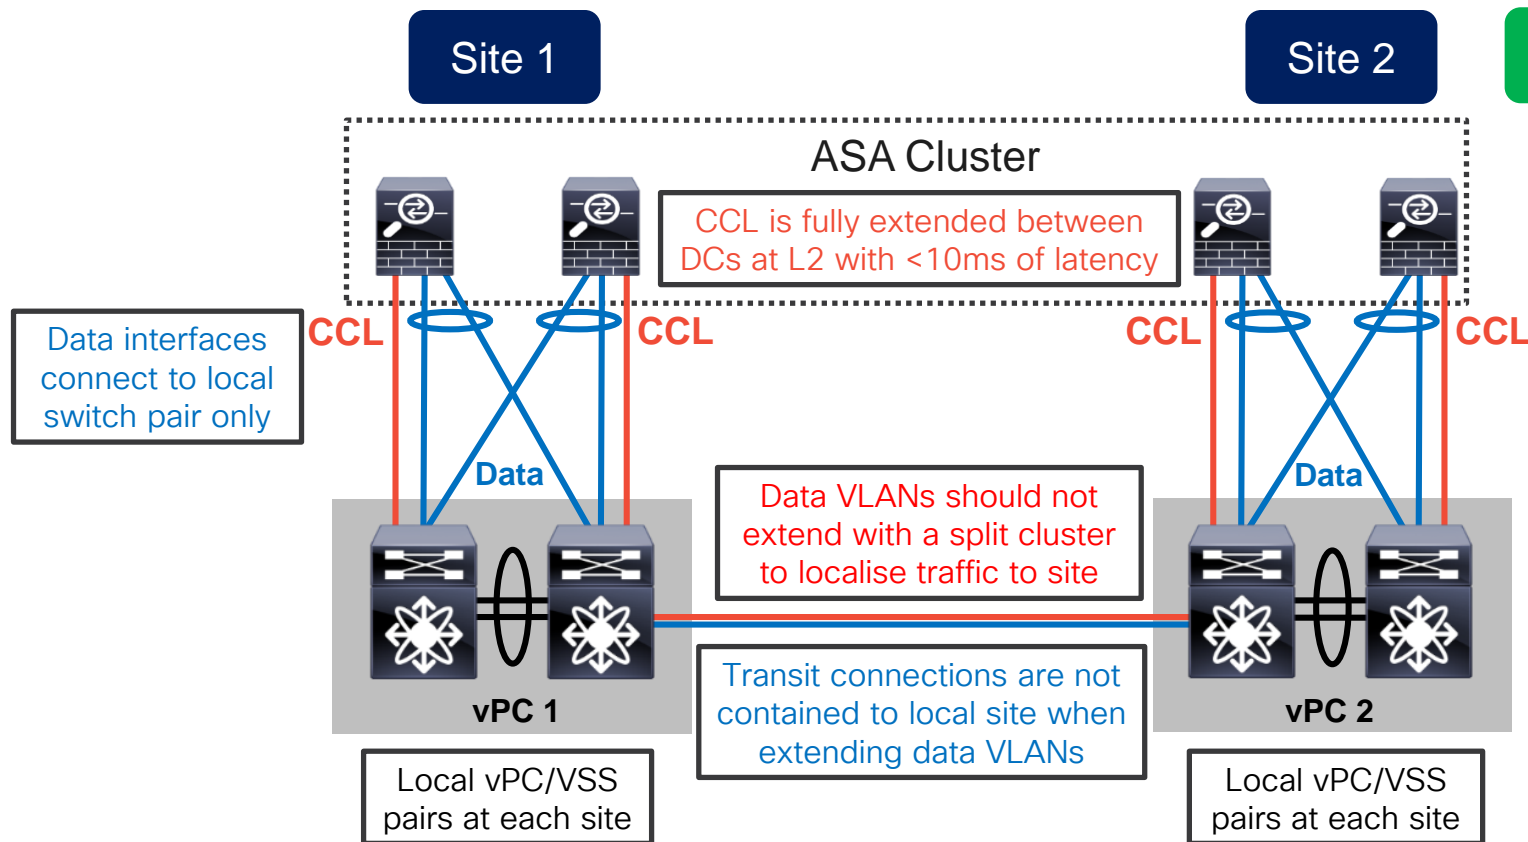 Site 1
Site 2
ASA Cluster
CCL is fully extended between
DCs at L2 with <10ms of latency
Data interfaces
connect to local
switch pair only
CCL
CCL
CCL
CCL
Data
Data
Data VLANs should not
extend with a split cluster
to localise traffic to site
Transit connections are not
contained to local site when
extending data VLANs
vPC 1
vPC 2
Local vPC/VSS
pairs at each site
Local vPC/VSS
pairs at each site